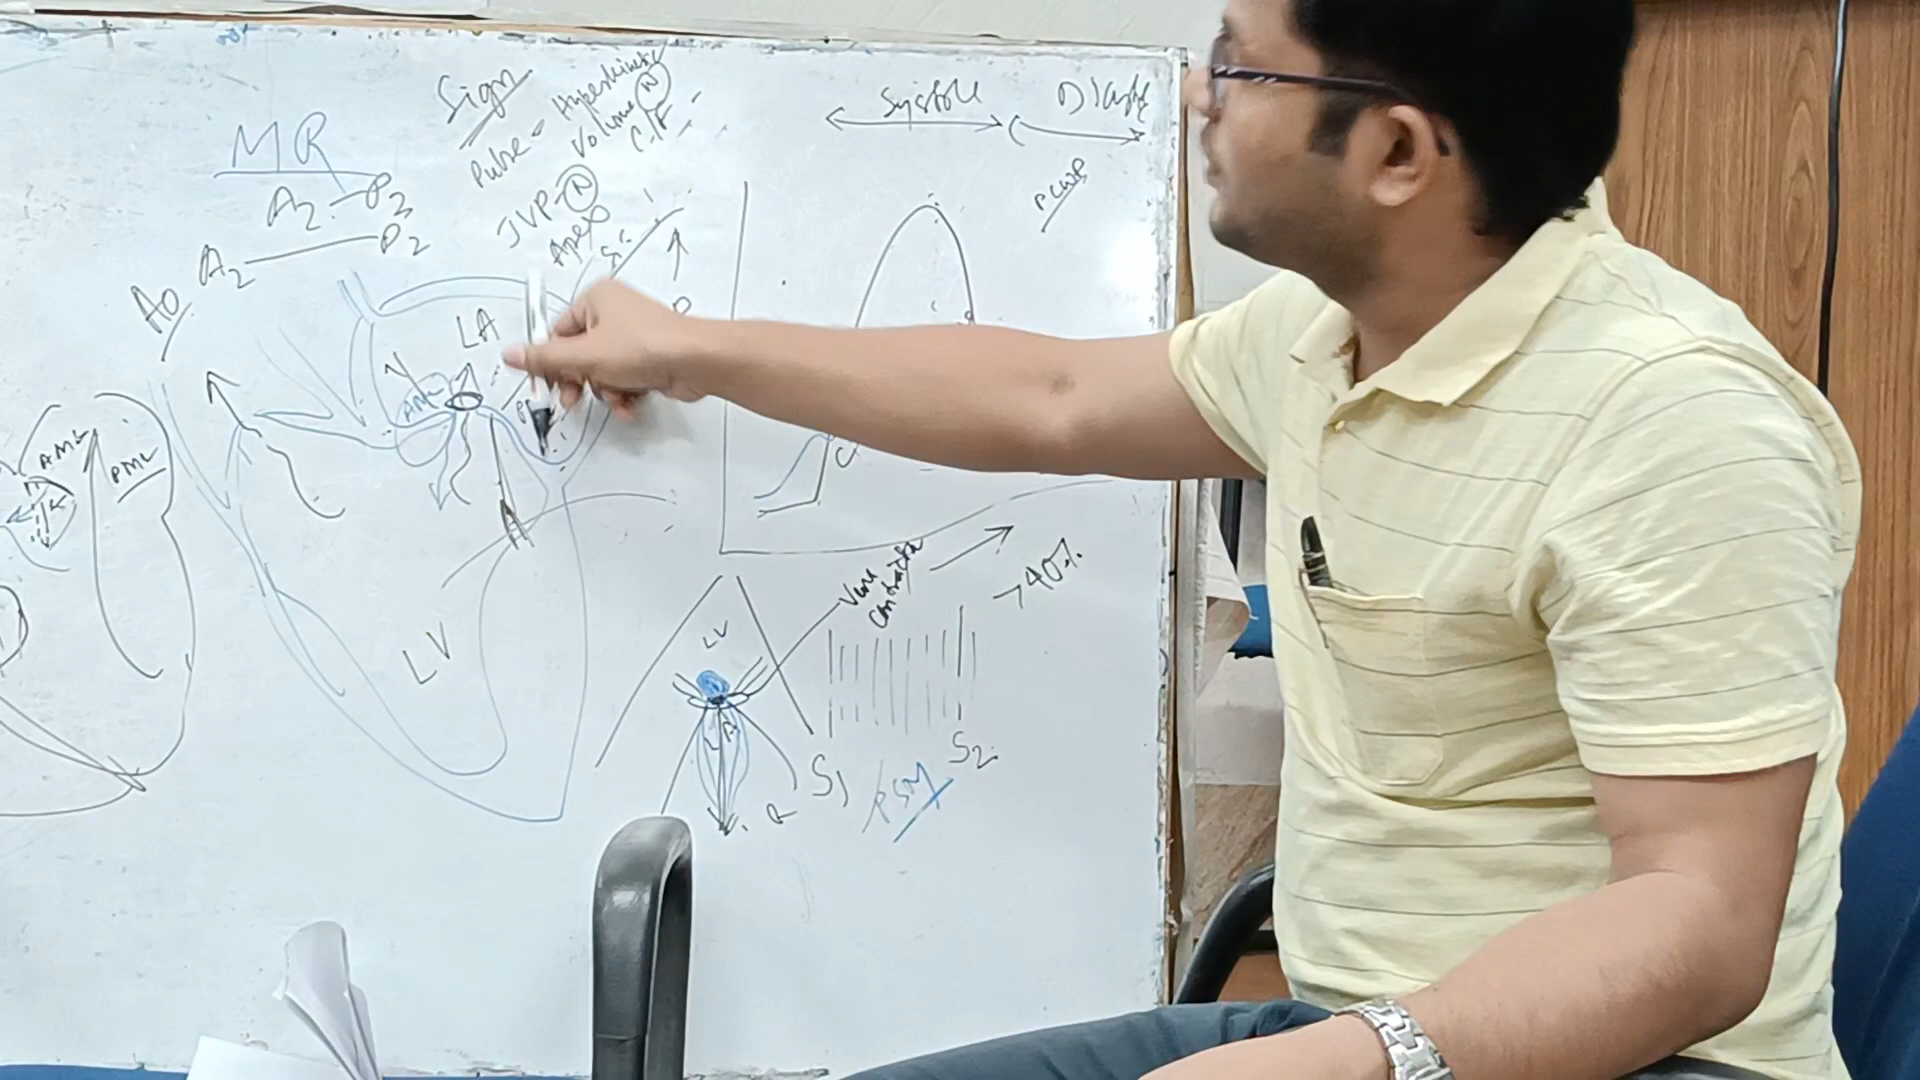 Sign
Pulse - Hyperkinetic
Volume N
C/F
JVP - N
Apex
MR
A2 - P2
A2 - P2
Ao
LA
AML
LV
AML
PML
Systole
PCWP
LV
Vena
contracta
>40%
S1
S2
PSM
R